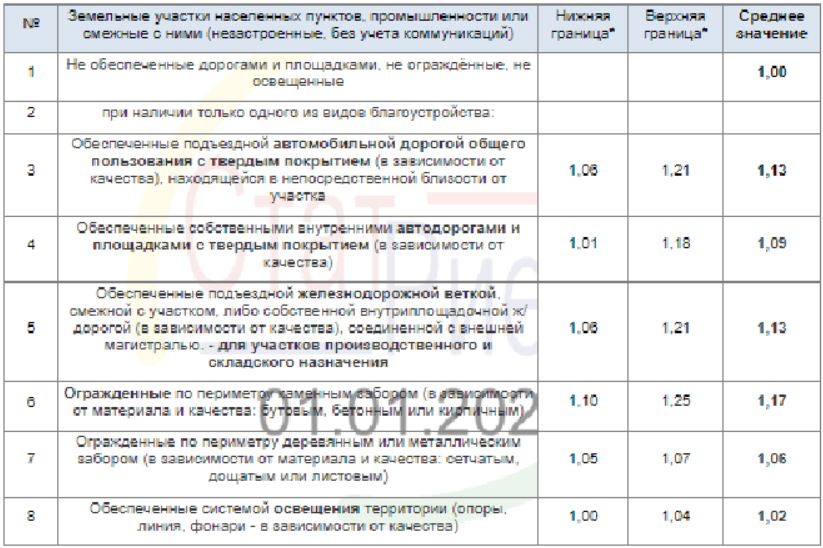 № Земельные участки населенных пунктов, промышленности или Нижняя Верхняя Среднее
смежные с ними (незастроенные, без учета коммуникаций) граница* граница* значение
1 Не обеспеченные дорогами и площадками, не ограждённые, не 1,00
освещенные
2 при наличии только одного из видов благоустройства:
Обеспеченные подъездной автомобильной дорогой общего
пользования с твердым покрытием (в зависимости от
3 качества), находящейся в непосредственной близости от 1,06 1,21 1,13
участка
Обеспеченные собственными внутренними автодорогами и
4 площадками с твердым покрытием (в зависимости от 1,01 1,18 1,09
качества)
Обеспеченные подъездной железнодорожной веткой,
смежной с участком, либо собственной внутриплощадочной ж/
5 дорогой (в зависимости от качества), соединенной с внешней 1,06 1,21 1,13
магистралью. - для участков производственного и
складского назначения
6 Огражденные по периметру каменным забором (в зависимости 1,10 1,25 1,17
от материала и качества: бутовым, бетонным или кирпичным)
Огражденные по периметру деревянным или металлическим
7 забором (в зависимости от материала и качества: сетчатым, 1,05 1,07 1,06
дощатым или листовым)
8 Обеспеченные системой освещения территории (опоры, 1,00 1,04 1,02
линия, фонари - в зависимости от качества)
СтатРие
01.01.202